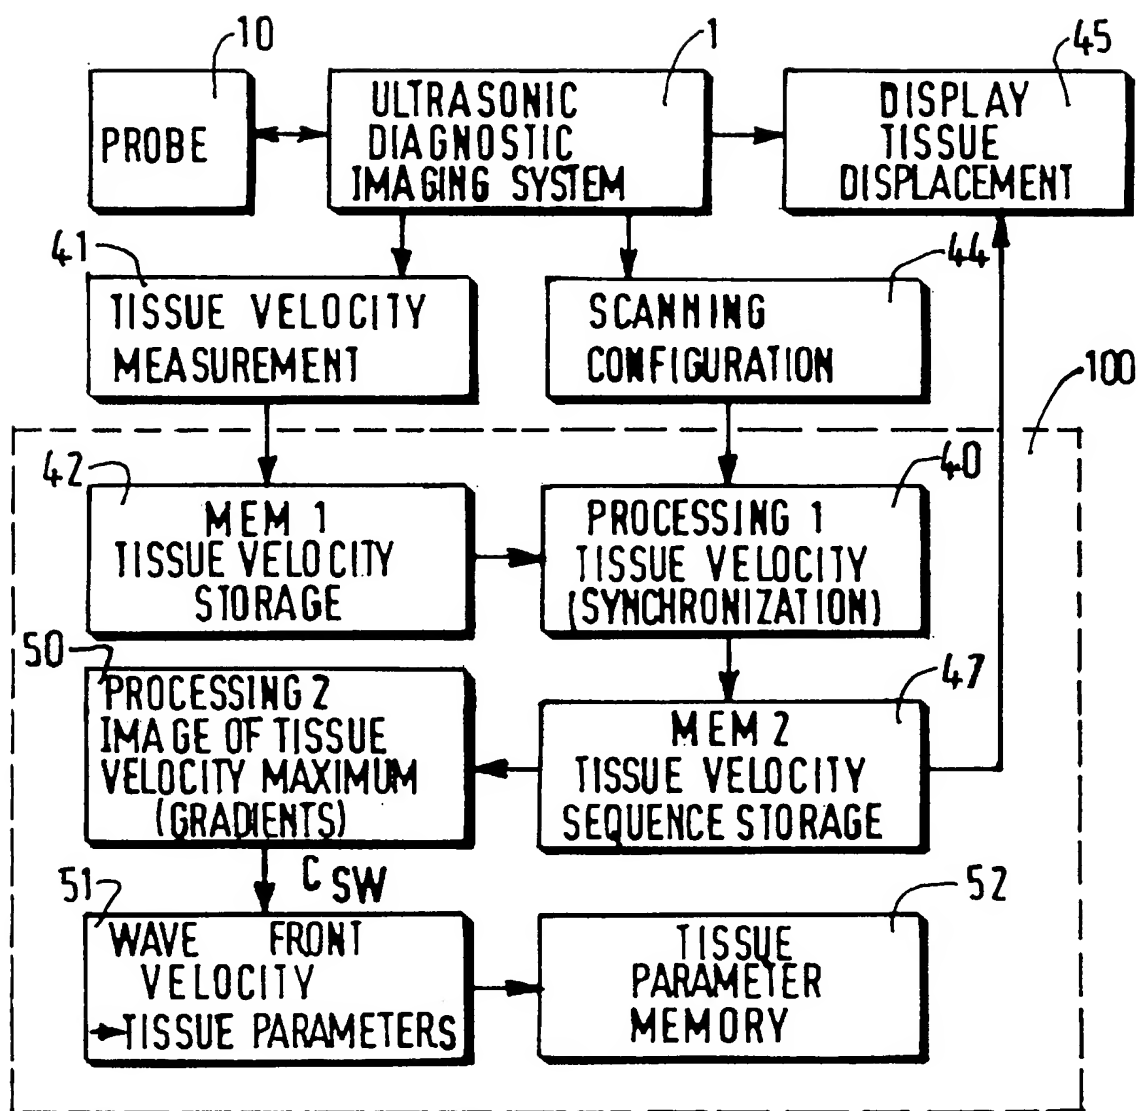 10
1
45
PROBE
ULTRASONIC
DIAGNOSTIC
IMAGING SYSTEM
DISPLAY
TISSUE
DISPLACEMENT
41
44
TISSUE VELOCITY
MEASUREMENT
SCANNING
CONFIGURATION
100
42
40
MEM 1
TISSUE VELOCITY
STORAGE
PROCESSING 1
TISSUE VELOCITY
(SYNCHRONIZATION)
50
47
PROCESSING 2
IMAGE OF TISSUE
VELOCITY MAXIMUM
(GRADIENTS)
MEM 2
TISSUE VELOCITY
SEQUENCE STORAGE
C SW
51
52
WAVE FRONT
VELOCITY
→TISSUE PARAMETERS
TISSUE
PARAMETER
MEMORY